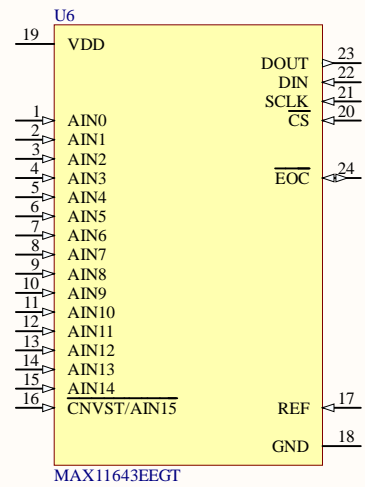 U6
19 VDD
DOUT 23
DIN 22
SCLK 21
1 AIN0 CS 20
2 AIN1
3 AIN2
4 AIN3 EOC 24
5 AIN4
6 AIN5
7 AIN6
8 AIN7
9 AIN8
10 AIN9
11 AIN10
12 AIN11
13 AIN12
14 AIN13
15 AIN14
16 CNVST/AIN15 REF 17
GND 18
MAX11643EEGT